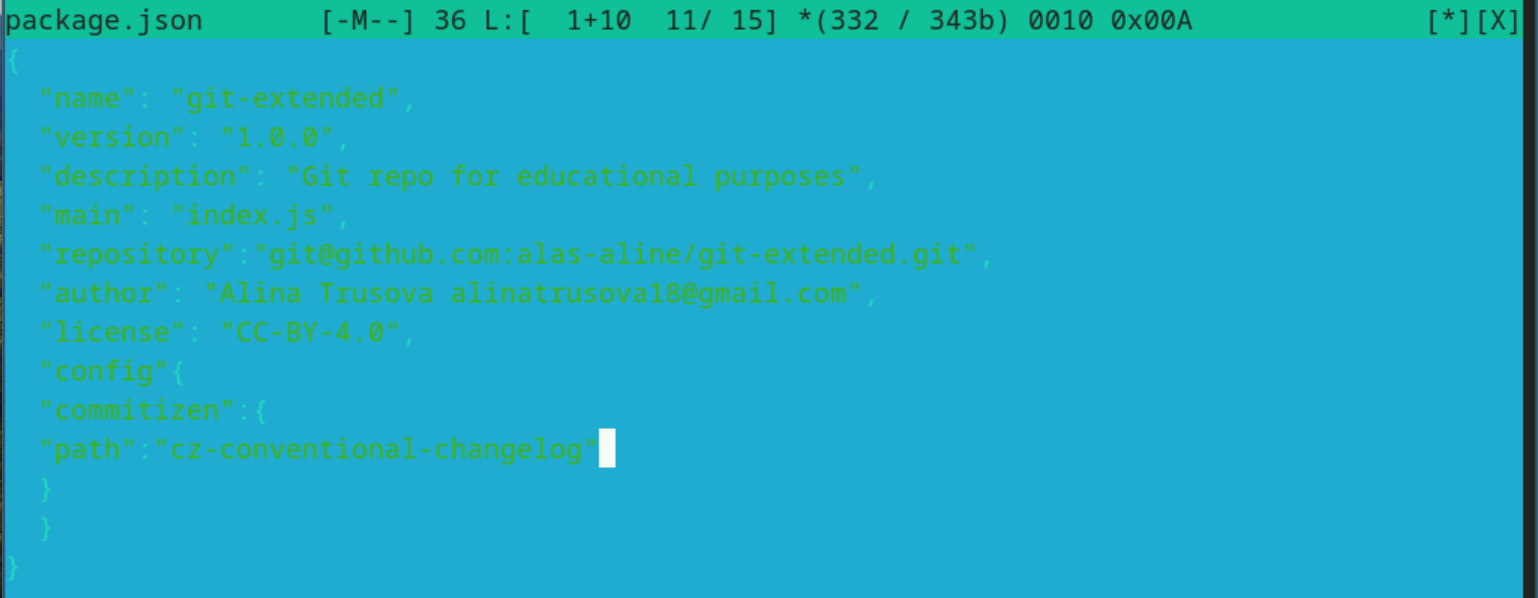 package.json [-M--] 36 L:[ 1+10 11/ 15] *(332 / 343b) 0010 0x00A [*][X]
{
"name": "git-extended",
"version": "1.0.0",
"description": "Git repo for educational purposes",
"main": "index.js",
"repository":"git@github.com:alas-aline/git-extended.git",
"author": "Alina Trusova alinatrusova18@gmail.com",
"license": "CC-BY-4.0",
"config"{
"commitizen":{
"path":"cz-conventional-changelog"
}
}
}